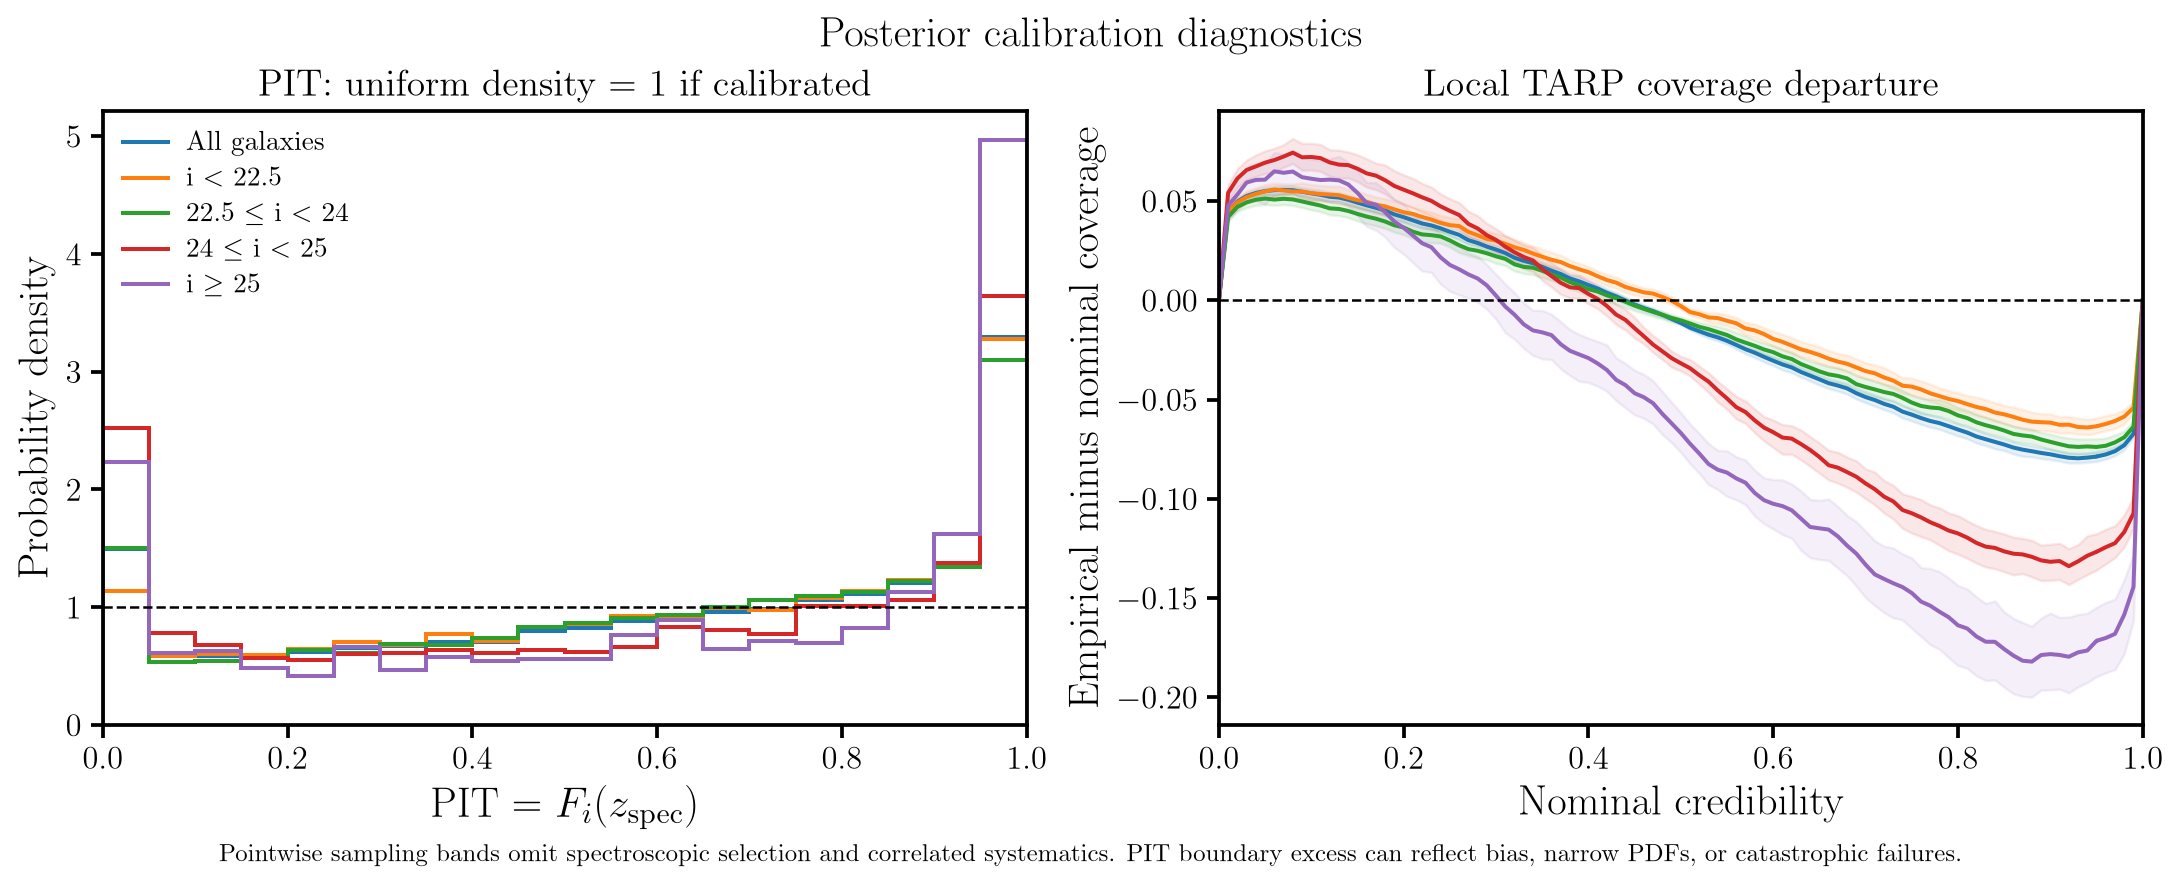 Posterior calibration diagnostics
PIT: uniform density = 1 if calibrated
Probability density
5
4
3
2
1
0
All galaxies
i < 22.5
22.5 ≤ i < 24
24 ≤ i < 25
i ≥ 25
0.0 0.2 0.4 0.6 0.8 1.0
PIT = F_i(z_spec)
Local TARP coverage departure
Empirical minus nominal coverage
0.05
0.00
−0.05
−0.10
−0.15
−0.20
0.0 0.2 0.4 0.6 0.8 1.0
Nominal credibility
Pointwise sampling bands omit spectroscopic selection and correlated systematics. PIT boundary excess can reflect bias, narrow PDFs, or catastrophic failures.